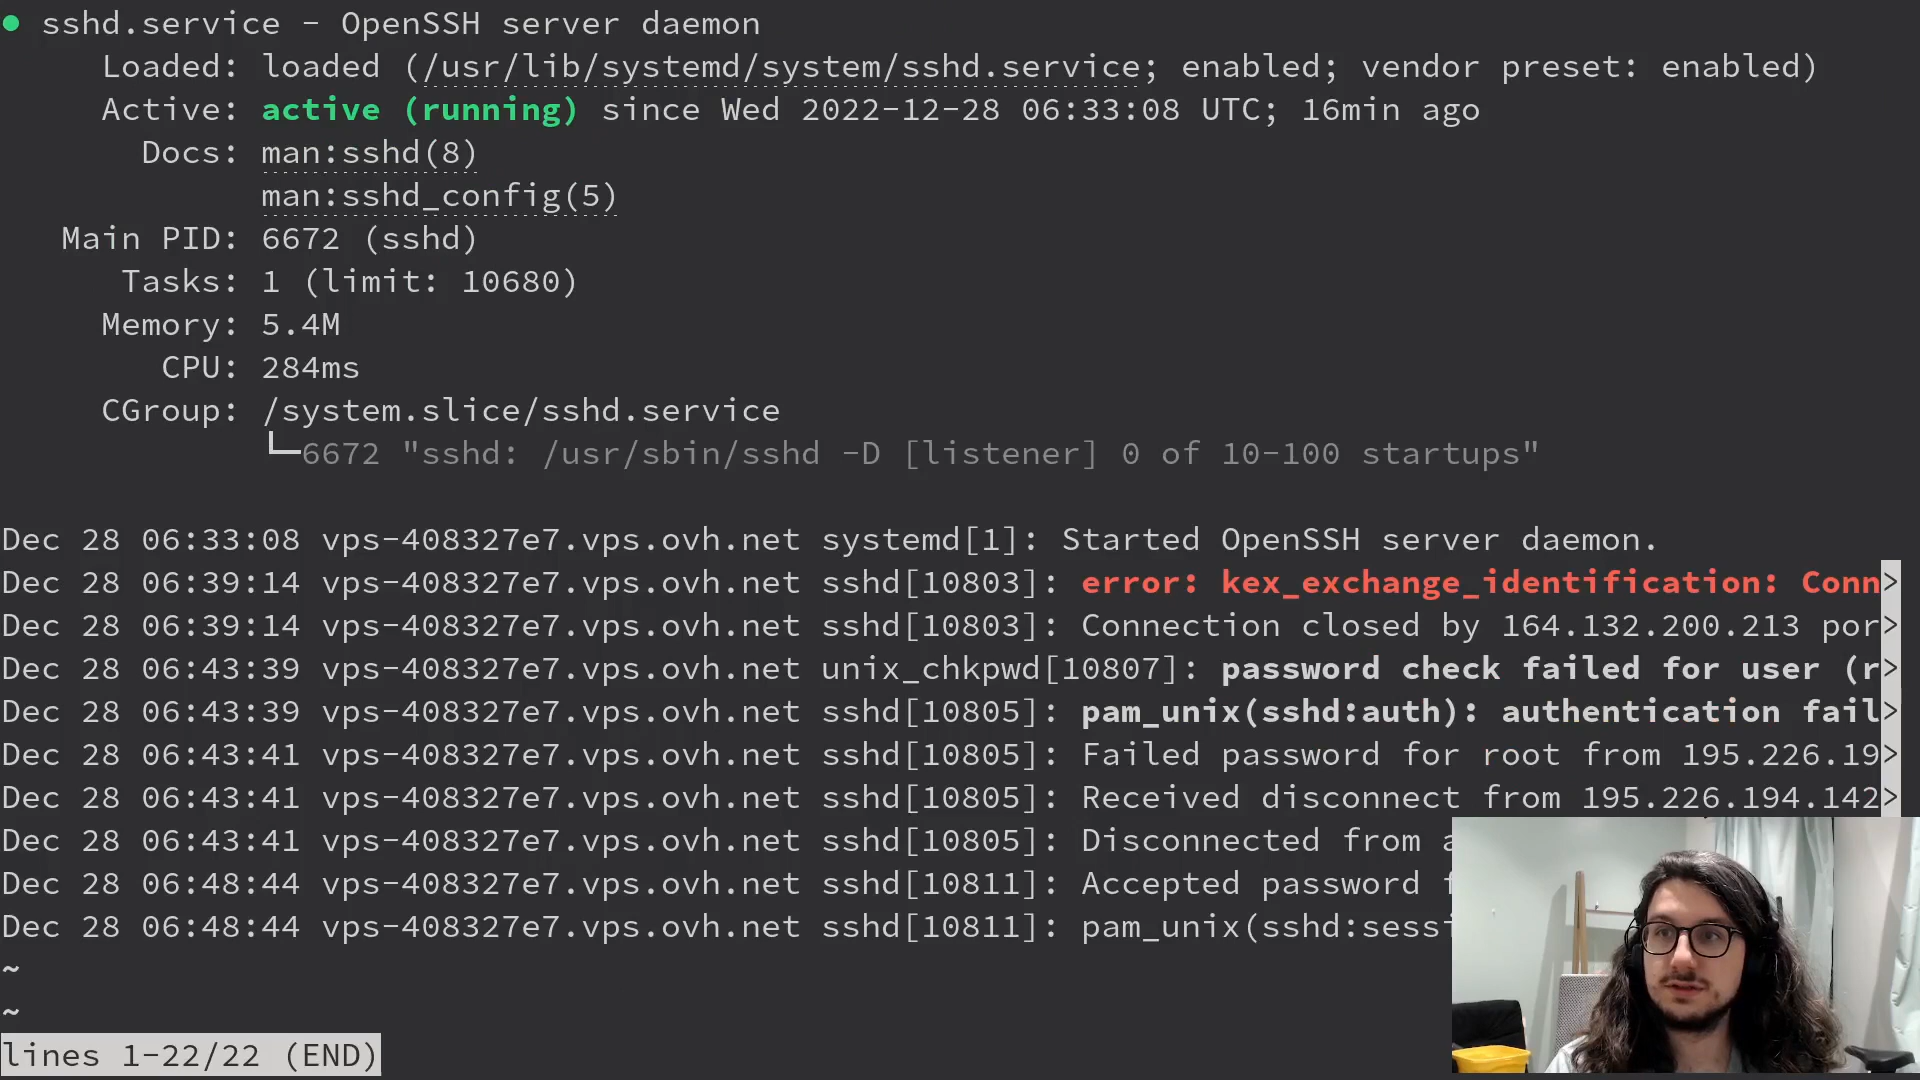 ● sshd.service - OpenSSH server daemon
Loaded: loaded (/usr/lib/systemd/system/sshd.service; enabled; vendor preset: enabled)
Active: active (running) since Wed 2022-12-28 06:33:08 UTC; 16min ago
Docs: man:sshd(8)
man:sshd_config(5)
Main PID: 6672 (sshd)
Tasks: 1 (limit: 10680)
Memory: 5.4M
CPU: 284ms
CGroup: /system.slice/sshd.service
└─6672 "sshd: /usr/sbin/sshd -D [listener] 0 of 10-100 startups"
Dec 28 06:33:08 vps-408327e7.vps.ovh.net systemd[1]: Started OpenSSH server daemon.
Dec 28 06:39:14 vps-408327e7.vps.ovh.net sshd[10803]: error: kex_exchange_identification: Conn>
Dec 28 06:39:14 vps-408327e7.vps.ovh.net sshd[10803]: Connection closed by 164.132.200.213 por>
Dec 28 06:43:39 vps-408327e7.vps.ovh.net unix_chkpwd[10807]: password check failed for user (r>
Dec 28 06:43:39 vps-408327e7.vps.ovh.net sshd[10805]: pam_unix(sshd:auth): authentication fail>
Dec 28 06:43:41 vps-408327e7.vps.ovh.net sshd[10805]: Failed password for root from 195.226.19>
Dec 28 06:43:41 vps-408327e7.vps.ovh.net sshd[10805]: Received disconnect from 195.226.194.142>
Dec 28 06:43:41 vps-408327e7.vps.ovh.net sshd[10805]: Disconnected from
Dec 28 06:48:44 vps-408327e7.vps.ovh.net sshd[10811]: Accepted password
Dec 28 06:48:44 vps-408327e7.vps.ovh.net sshd[10811]: pam_unix(sshd:sessi
~
~
lines 1-22/22 (END)